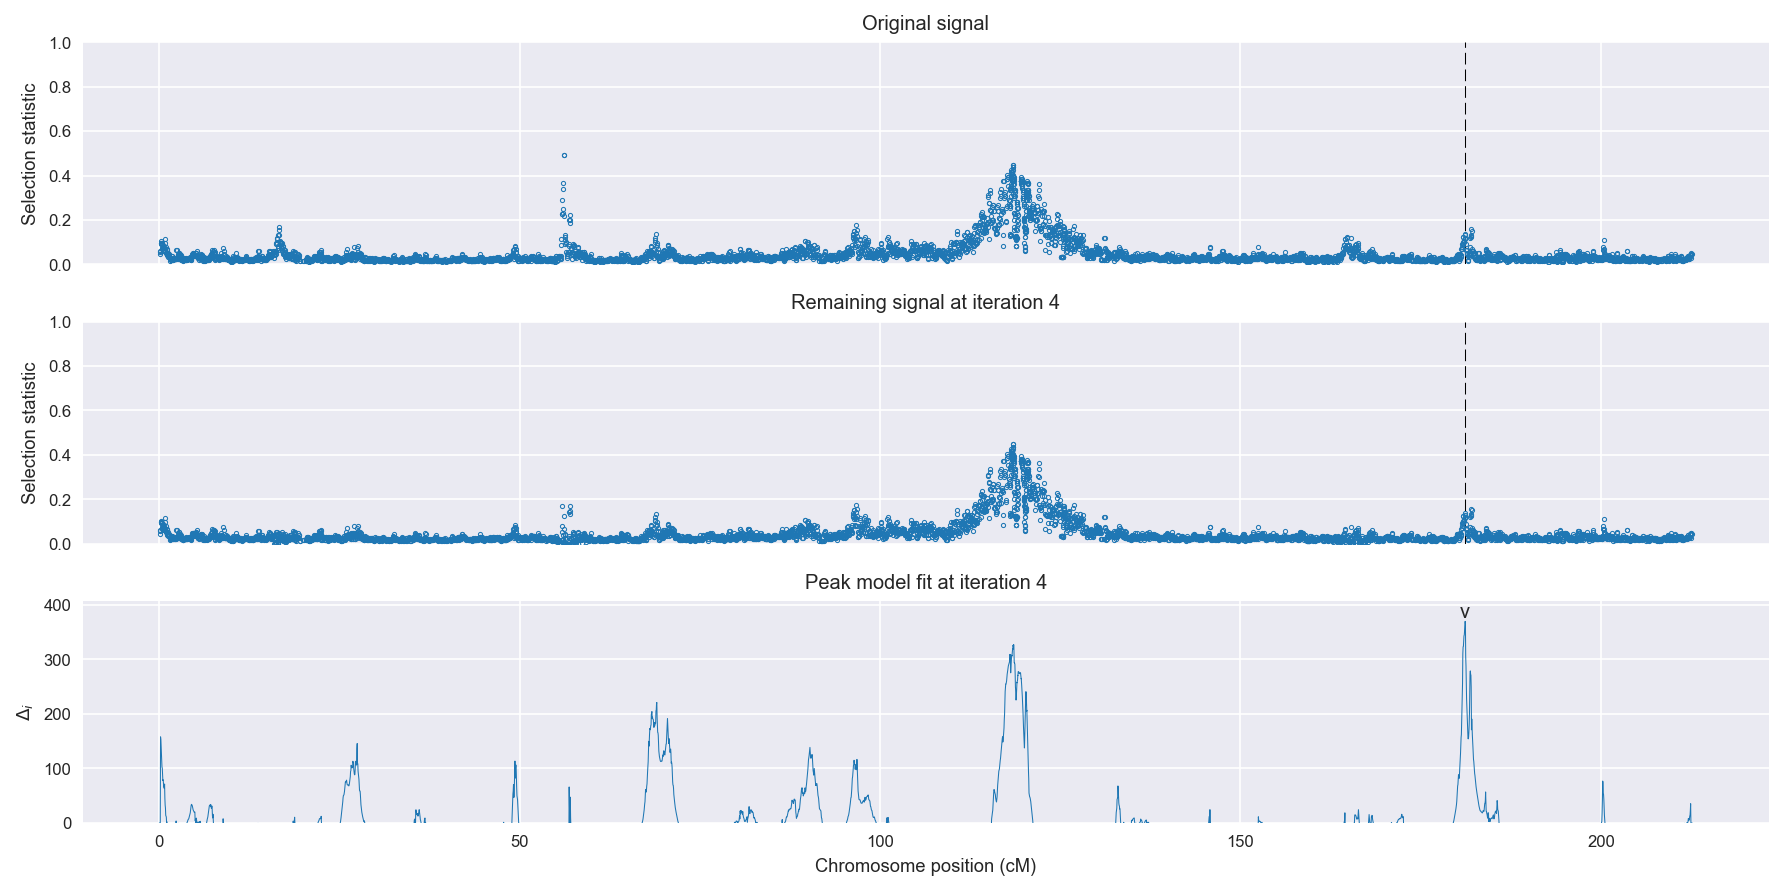 Original signal
1.0
0.8
0.6
0.4
0.2
0.0
Selection statistic
Remaining signal at iteration 4
1.0
0.8
0.6
0.4
0.2
0.0
Selection statistic
Peak model fit at iteration 4
v
400
300
200
100
0
Δi
0 50 100 150 200
Chromosome position (cM)